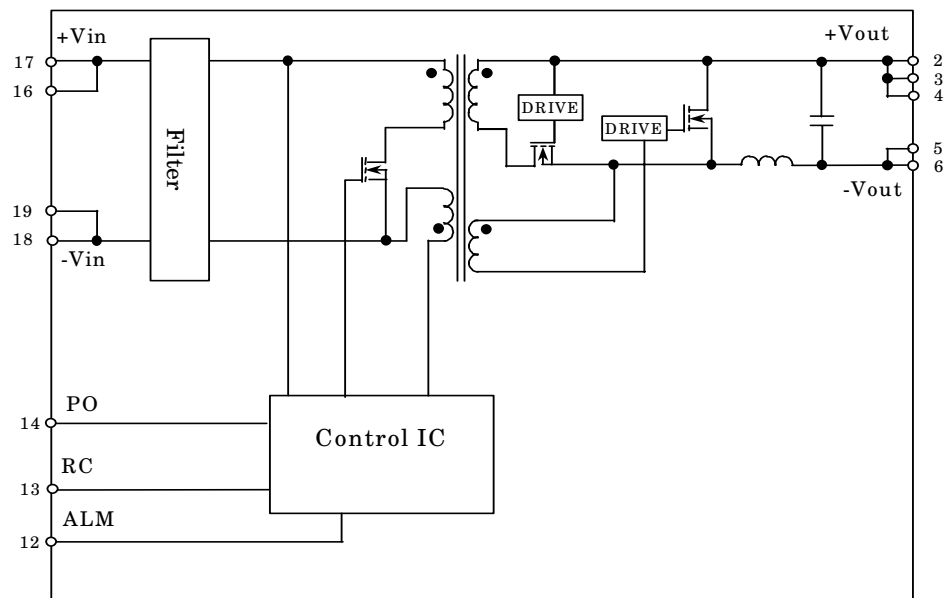 +Vin
17
16
19
18
-Vin
Filter
DRIVE
DRIVE
+Vout
2
3
4
5
6
-Vout
PO
14
RC
13
ALM
12
Control IC